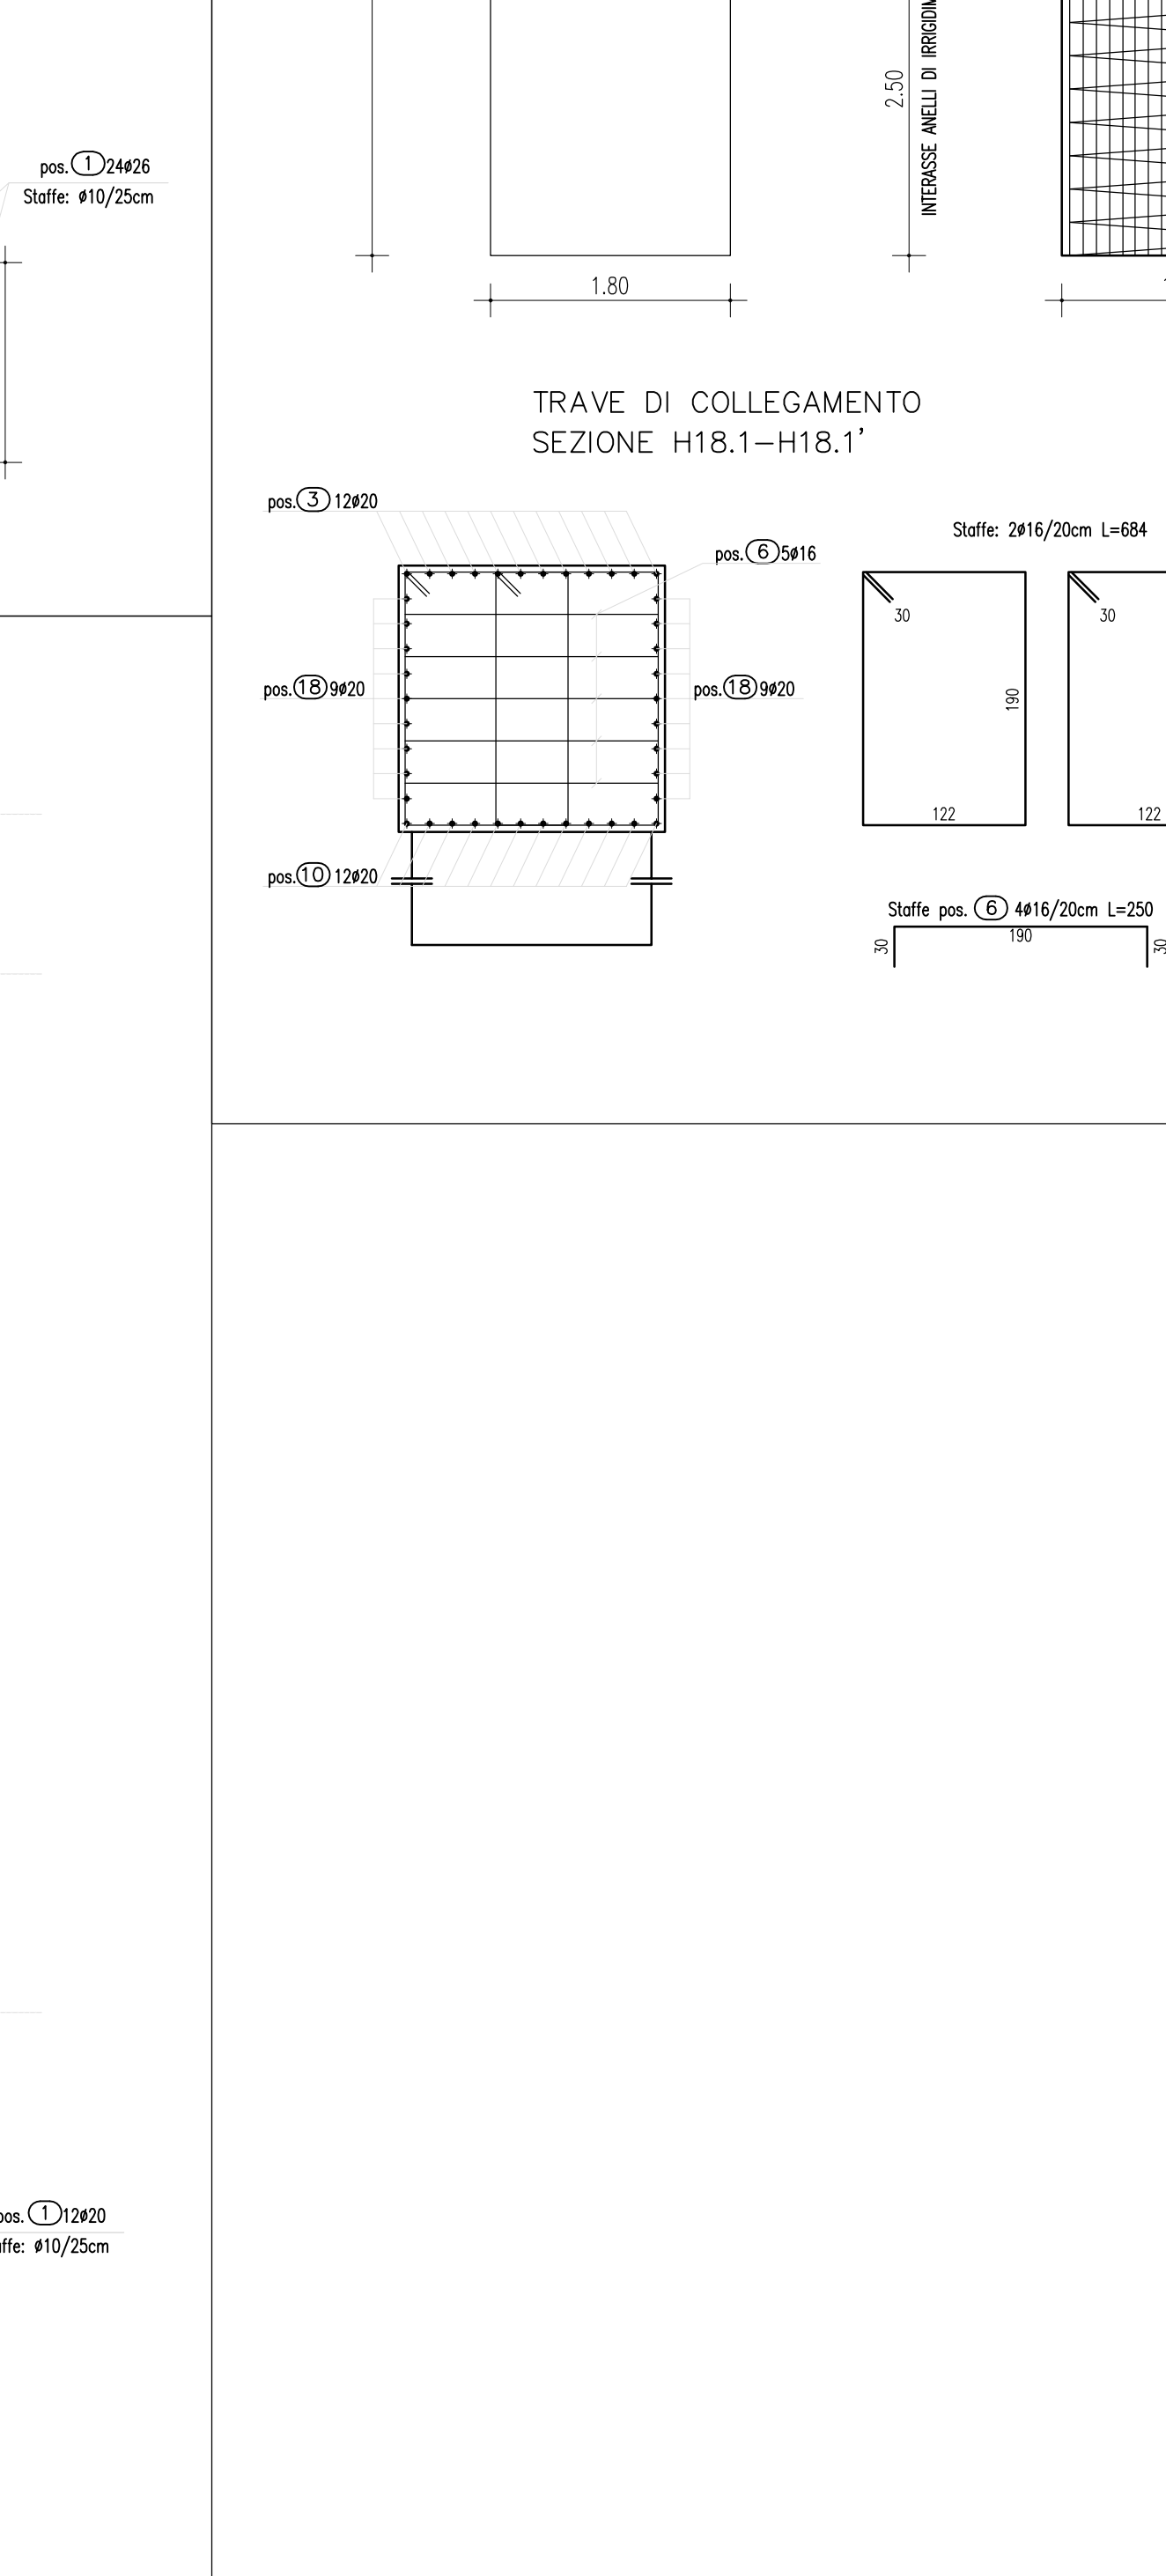 2.50
INTERASSE ANELLI DI
pos. 1 24ø26
Staffe: ø10/25cm
1.80
TRAVE DI COLLEGAMENTO
SEZIONE H18.1-H18.1'
pos. 3 12ø20
pos. 6 5ø16
Staffe: 2ø16/20cm L=684
30
30
pos. 18 9ø20
pos. 18 9ø20
190
122
122
pos. 10 12ø20
Staffe pos. 6 4ø16/20cm L=250
30
190
30
pos. 1 12ø20
ffe: ø10/25cm